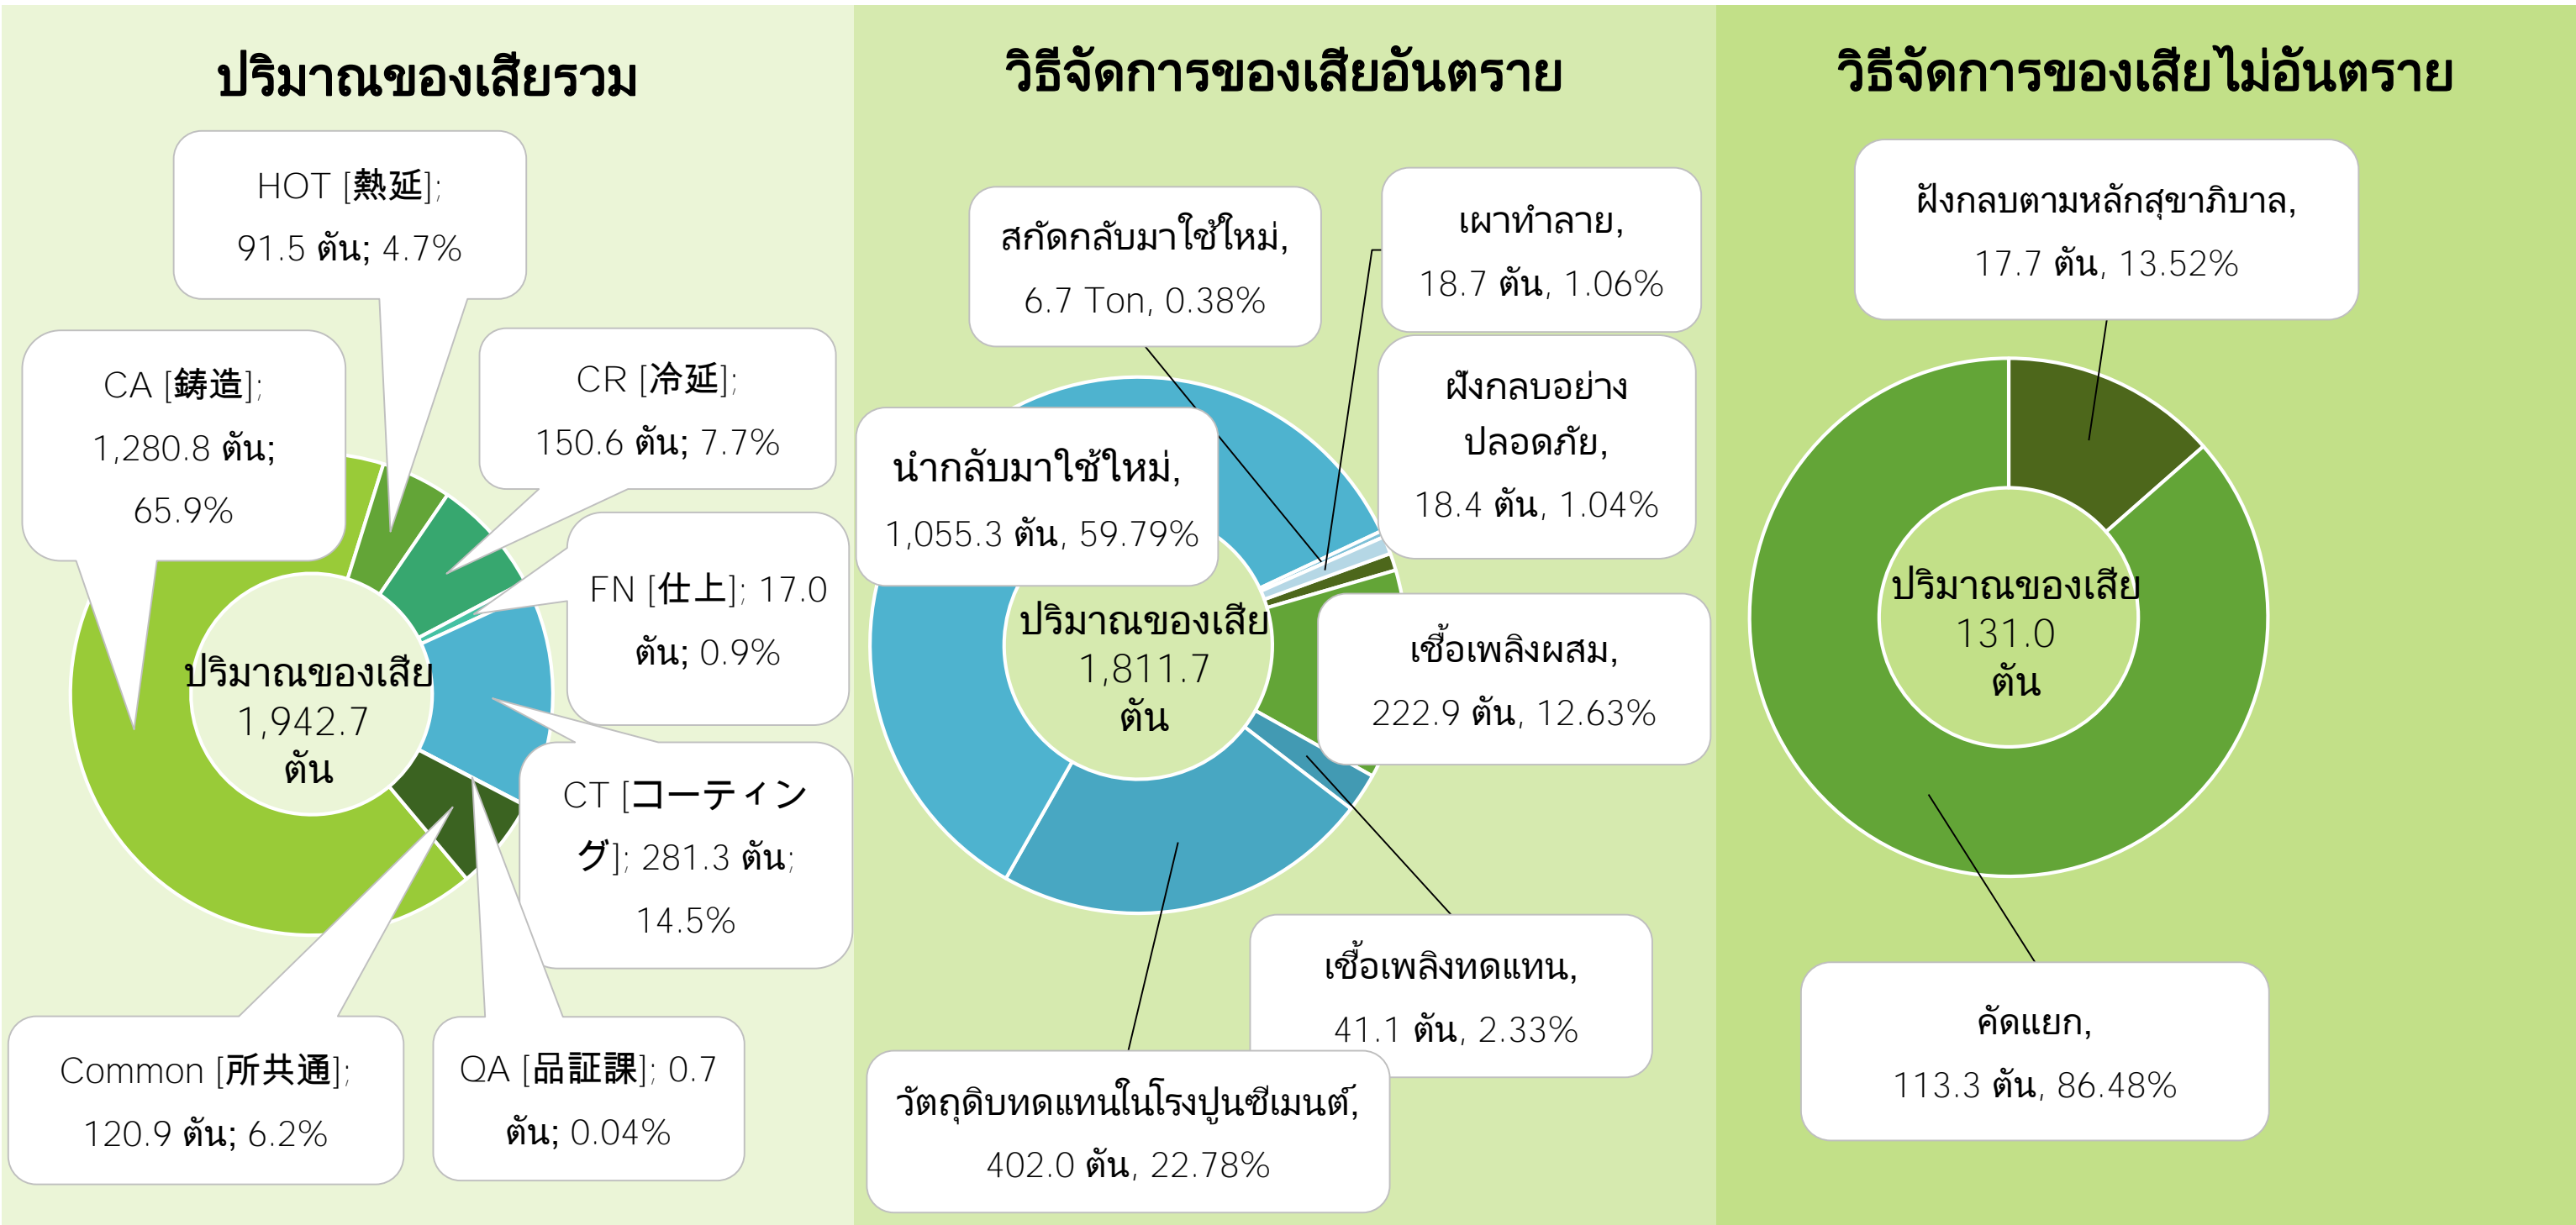 ปริมาณของเสียรวม
HOT [熱延];
91.5 ตัน; 4.7%
CA [鋳造];
1,280.8 ตัน;
65.9%
CR [冷延];
150.6 ตัน; 7.7%
FN [仕上]; 17.0
ตัน; 0.9%
ปริมาณของเสีย
1,942.7
ตัน
CT [コーティン
グ]; 281.3 ตัน;
14.5%
Common [所共通];
120.9 ตัน; 6.2%
QA [品証課]; 0.7
ตัน; 0.04%
วิธีจัดการของเสียอันตราย
สกัดกลับมาใช้ใหม่,
6.7 Ton, 0.38%
เผาทำลาย,
18.7 ตัน, 1.06%
ฝังกลบอย่าง
ปลอดภัย,
18.4 ตัน, 1.04%
นำกลับมาใช้ใหม่,
1,055.3 ตัน, 59.79%
ปริมาณของเสีย
1,811.7
ตัน
เชื้อเพลิงผสม,
222.9 ตัน, 12.63%
เชื้อเพลิงทดแทน,
41.1 ตัน, 2.33%
วัตถุดิบทดแทนในโรงปูนซีเมนต์,
402.0 ตัน, 22.78%
วิธีจัดการของเสียไม่อันตราย
ฝังกลบตามหลักสุขาภิบาล,
17.7 ตัน, 13.52%
ปริมาณของเสีย
131.0
ตัน
คัดแยก,
113.3 ตัน, 86.48%